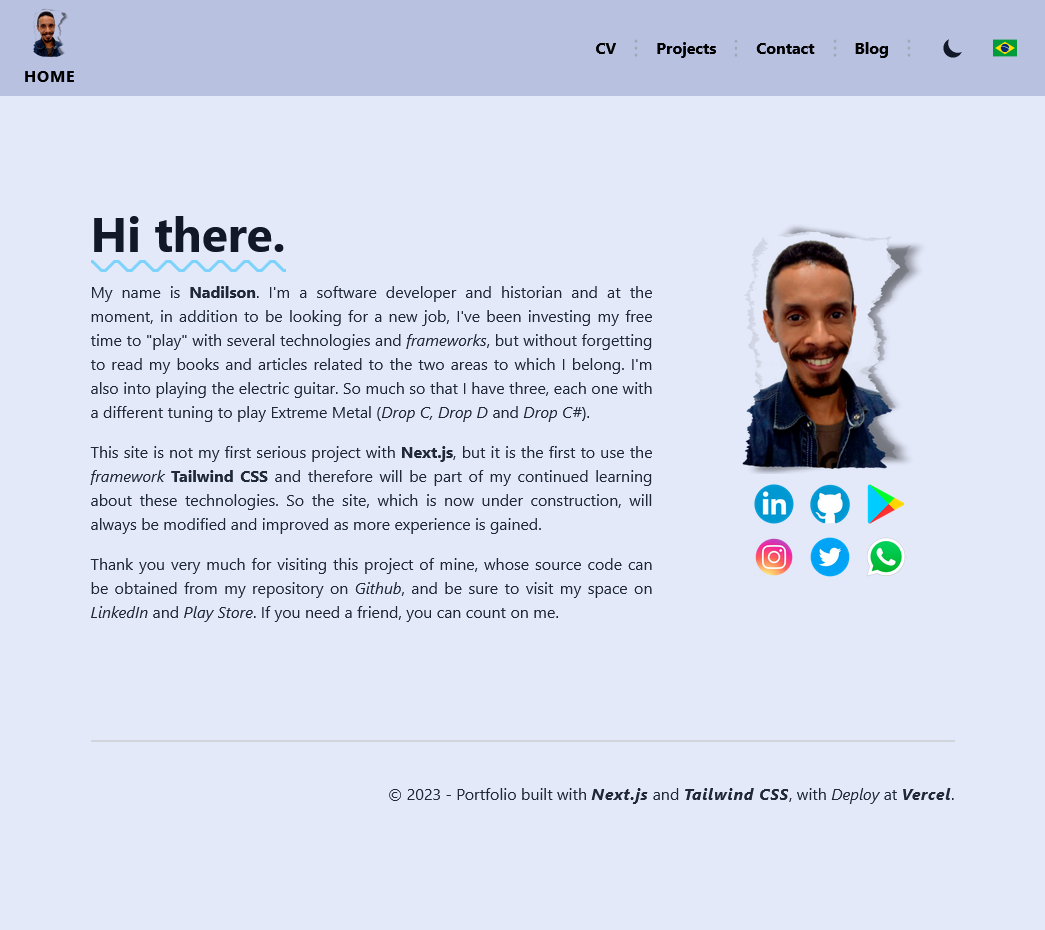 HOME
CV
Projects
Contact
Blog
Hi there.
My name is Nadilson. I'm a software developer and historian and at the
moment, in addition to be looking for a new job, I've been investing my free
time to "play" with several technologies and frameworks, but without forgetting
to read my books and articles related to the two areas to which I belong. I'm
also into playing the electric guitar. So much so that I have three, each one with
a different tuning to play Extreme Metal (Drop C, Drop D and Drop C#).
This site is not my first serious project with Next.js, but it is the first to use the
framework Tailwind CSS and therefore will be part of my continued learning
about these technologies. So the site, which is now under construction, will
always be modified and improved as more experience is gained.
Thank you very much for visiting this project of mine, whose source code can
be obtained from my repository on Github, and be sure to visit my space on
LinkedIn and Play Store. If you need a friend, you can count on me.
in
© 2023 - Portfolio built with Next.js and Tailwind CSS, with Deploy at Vercel.